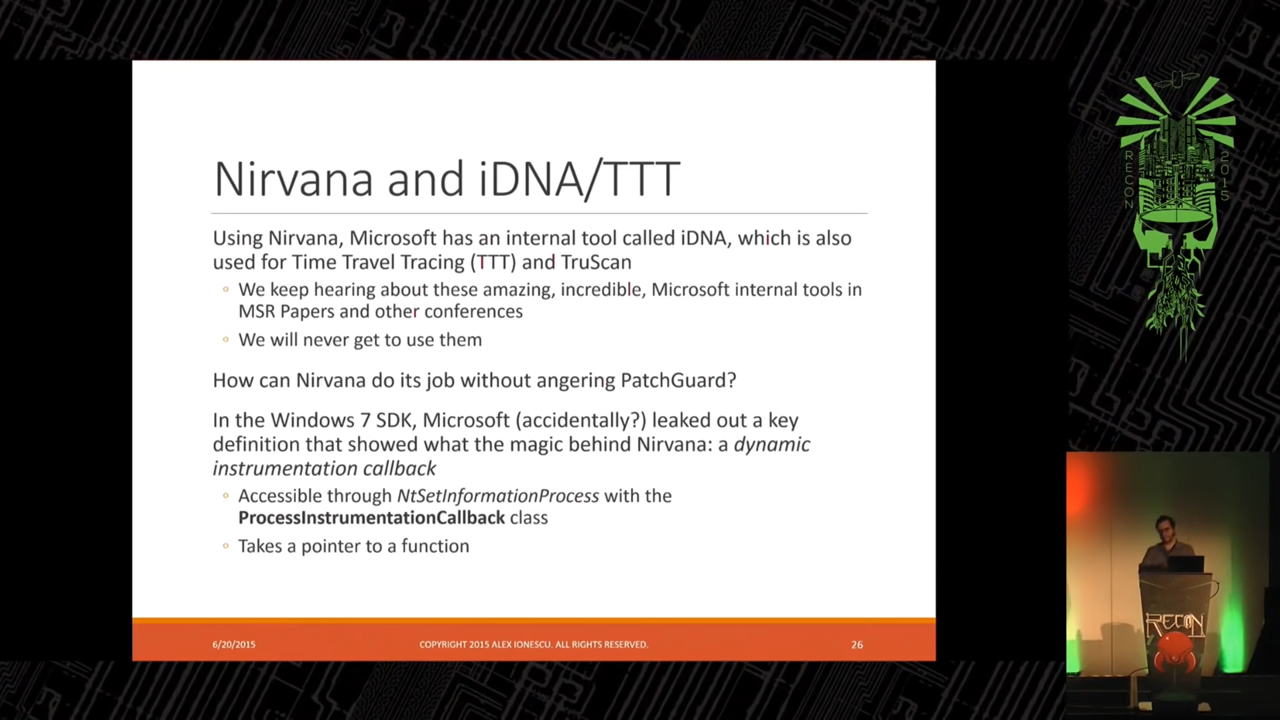 Nirvana and iDNA/TTT
Using Nirvana, Microsoft has an internal tool called iDNA, which is also
used for Time Travel Tracing (TTT) and TruScan
We keep hearing about these amazing, incredible, Microsoft internal tools in
MSR Papers and other conferences
We will never get to use them
How can Nirvana do its job without angering PatchGuard?
In the Windows 7 SDK, Microsoft (accidentally?) leaked out a key
definition that showed what the magic behind Nirvana: a dynamic
instrumentation callback
Accessible through NtSetInformationProcess with the
ProcessInstrumentationCallback class
Takes a pointer to a function
6/20/2015
COPYRIGHT 2015 ALEX IONESCU. ALL RIGHTS RESERVED.
26
RECON
2015
RECON